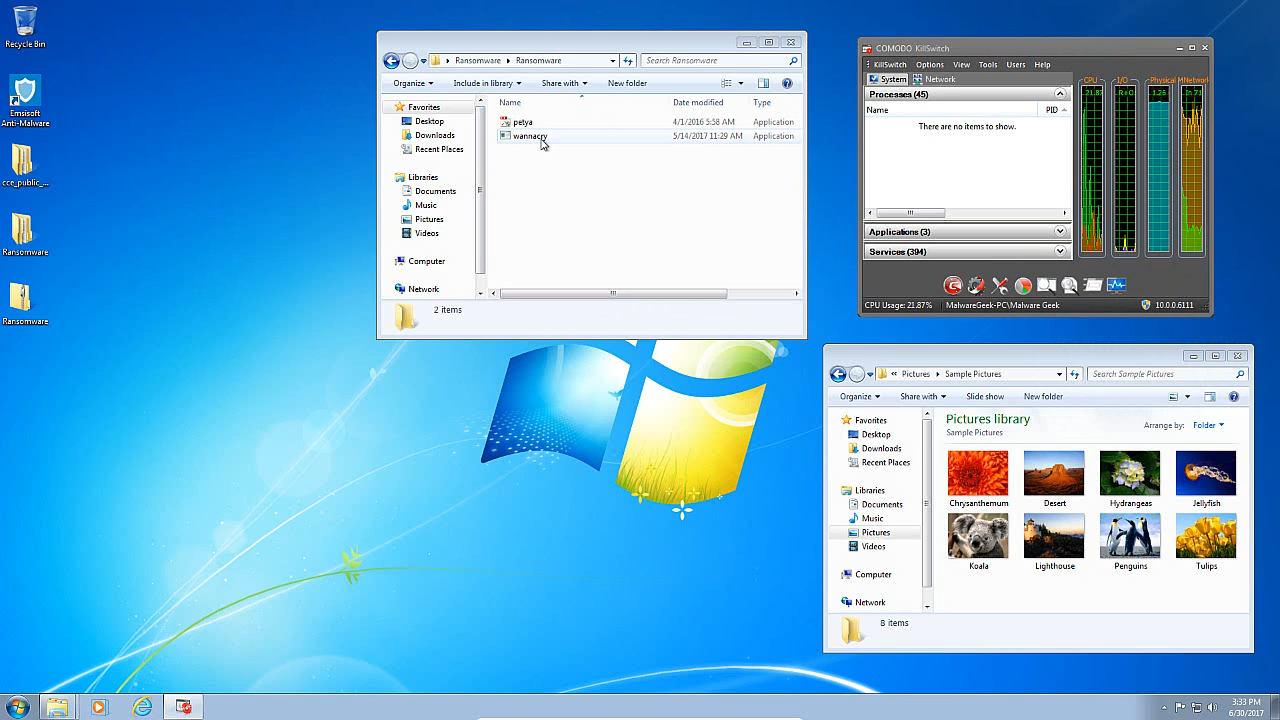 Recycle Bin
Emsisoft
Anti-Malware
cce_public_...
Ransomware
Ransomware
Ransomware Ransomware
Search Ransomware
Organize Include in library Share with New folder
Name Date modified Type
Favorites
Desktop
Downloads
Recent Places
Libraries
Documents
Music
Pictures
Videos
Computer
Network
petya 4/1/2016 5:58 AM Application
wannacry 5/14/2017 11:29 AM Application
2 items
COMODO KillSwitch
KillSwitch Options View Tools Users Help
System Network
Processes (45)
Name PID
There are no items to show.
Applications (3)
Services (394)
CPU I/O Physical M Network
CPU Usage: 21.87% MalwareGeek-PC\Malware Geek 10.0.0.6111
« Pictures Sample Pictures
Search Sample Pictures
Organize Share with Slide show New folder
Favorites
Desktop
Downloads
Recent Places
Libraries
Documents
Music
Pictures
Videos
Computer
Network
Pictures library
Sample Pictures
Arrange by: Folder
Chrysanthemum Desert Hydrangeas Jellyfish
Koala Lighthouse Penguins Tulips
8 items
3:33 PM
6/30/2017